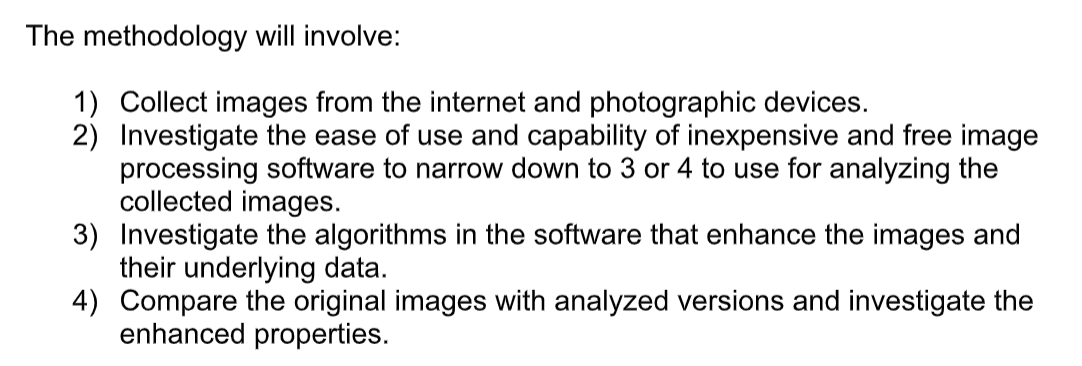 The methodology will involve:
1) Collect images from the internet and photographic devices.
2) Investigate the ease of use and capability of inexpensive and free image
processing software to narrow down to 3 or 4 to use for analyzing the
collected images.
3) Investigate the algorithms in the software that enhance the images and
their underlying data.
4) Compare the original images with analyzed versions and investigate the
enhanced properties.